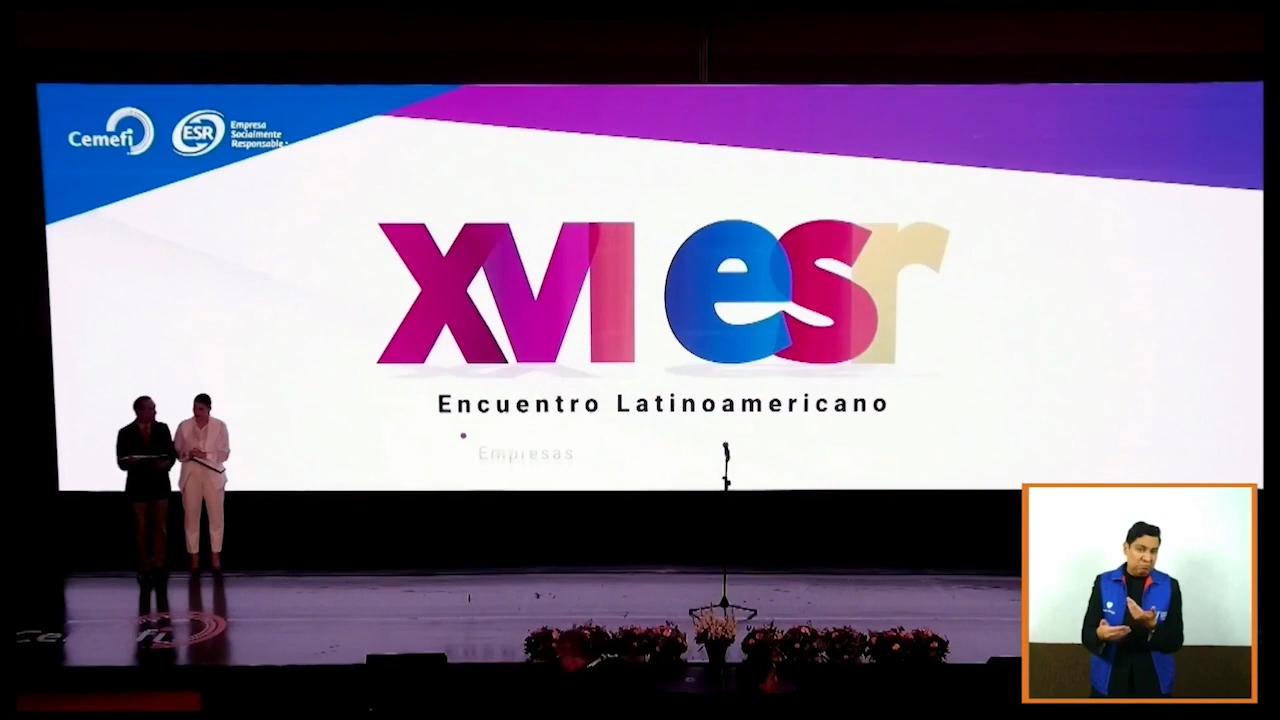 Cemefi
ESR
Empresa
Socialmente
Responsable
XVI esr
Encuentro Latinoamericano
Empresas